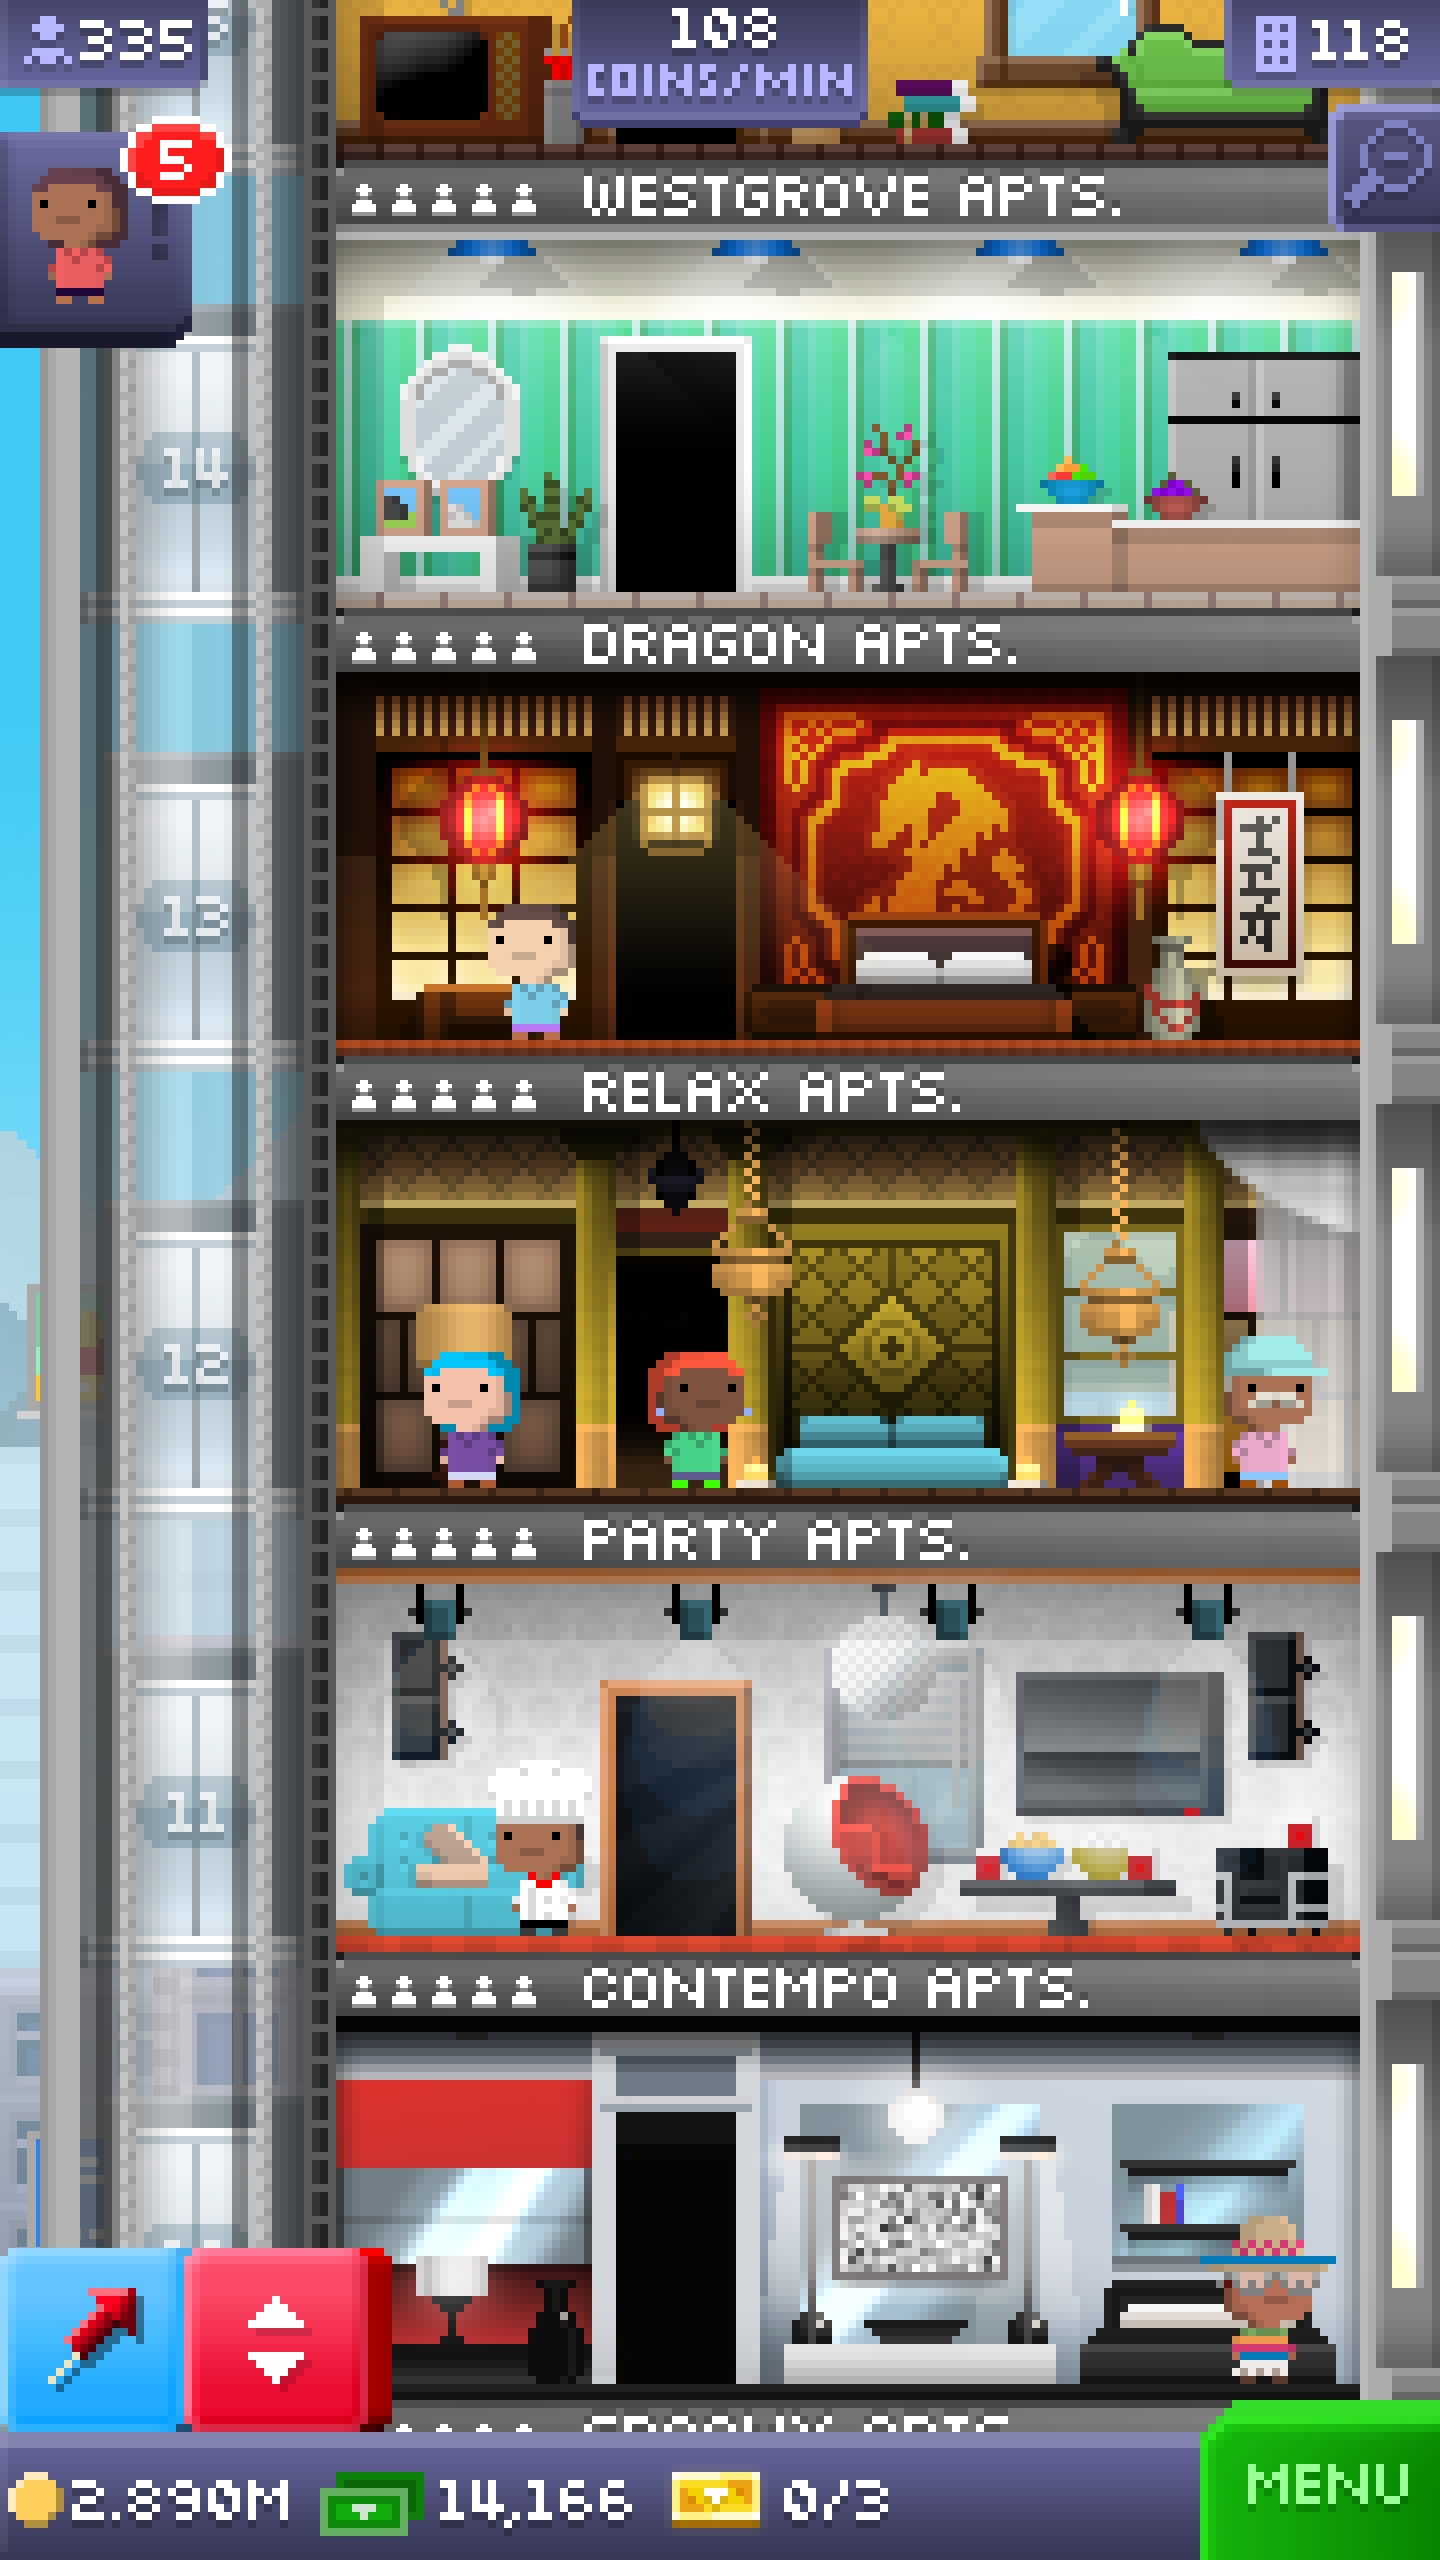 335
108
COINS/MIN
118
5
WESTGROVE APTS.
14
DRAGON APTS.
13
RELAX APTS.
12
PARTY APTS.
11
CONTEMPO APTS.
2.890M
14,166
0/3
MENU